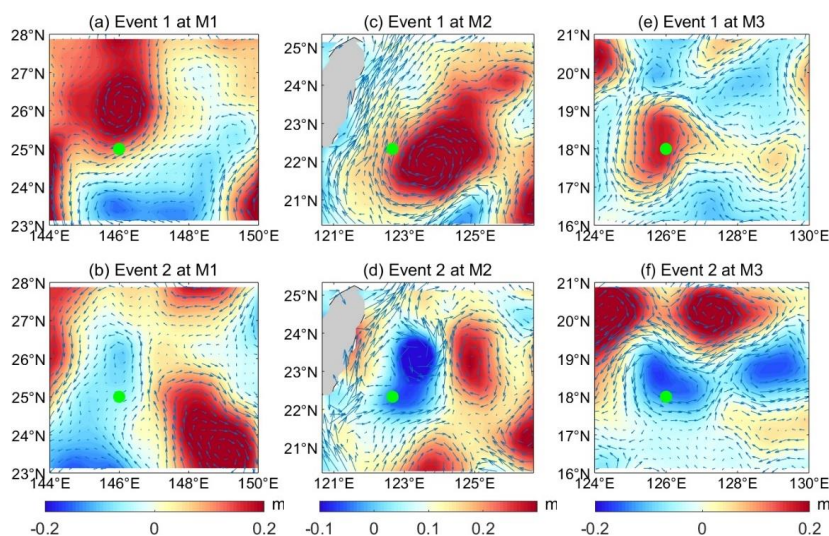 (a) Event 1 at M1
28°N
27°N
26°N
25°N
24°N
23°N
144°E 146°E 148°E 150°E
(c) Event 1 at M2
25°N
24°N
23°N
22°N
21°N
121°E 123°E 125°E
(e) Event 1 at M3
21°N
20°N
19°N
18°N
17°N
16°N
124°E 126°E 128°E 130°E
(b) Event 2 at M1
28°N
27°N
26°N
25°N
24°N
23°N
144°E 146°E 148°E 150°E
-0.2 0 0.2
m
(d) Event 2 at M2
25°N
24°N
23°N
22°N
21°N
121°E 123°E 125°E
-0.1 0 0.1 0.2
m
(f) Event 2 at M3
21°N
20°N
19°N
18°N
17°N
16°N
124°E 126°E 128°E 130°E
-0.2 0 0.2
m